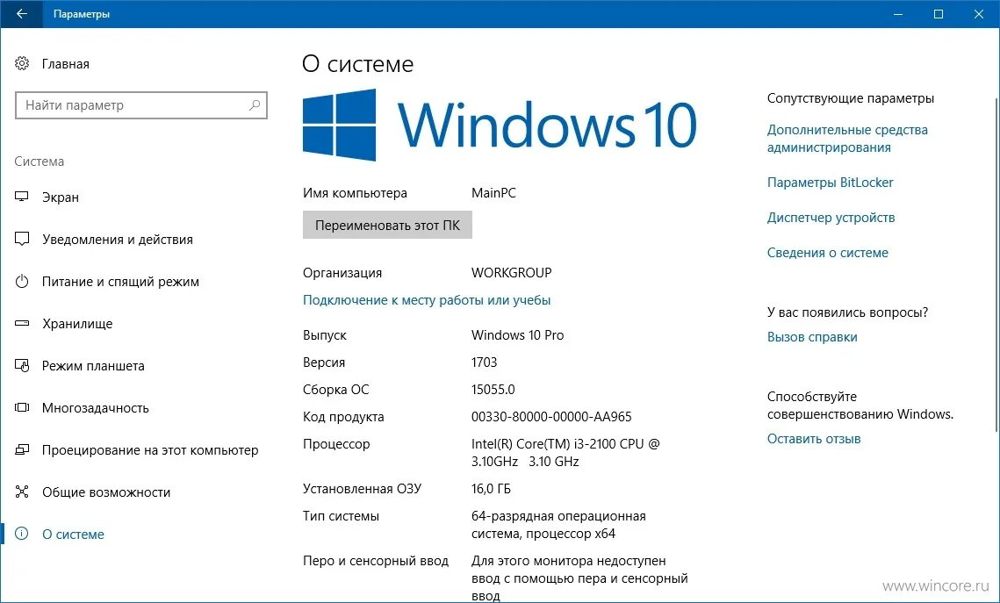 Параметры
Главная
Найти параметр
Система
Экран
Уведомления и действия
Питание и спящий режим
Хранилище
Режим планшета
Многозадачность
Проецирование на этот компьютер
Общие возможности
О системе
О системе
Windows 10
Имя компьютера MainPC
Переименовать этот ПК
Организация WORKGROUP
Подключение к месту работы или учебы
Выпуск Windows 10 Pro
Версия 1703
Сборка ОС 15055.0
Код продукта 00330-80000-00000-AA965
Процессор Intel(R) Core(TM) i3-2100 CPU @
3.10GHz 3.10 GHz
Установленная ОЗУ 16,0 ГБ
Тип системы 64-разрядная операционная
система, процессор x64
Перо и сенсорный ввод Для этого монитора недоступен
ввод с помощью пера и сенсорный
ввод
Сопутствующие параметры
Дополнительные средства
администрирования
Параметры BitLocker
Диспетчер устройств
Сведения о системе
У вас появились вопросы?
Вызов справки
Способствуйте
совершенствованию Windows.
Оставить отзыв
www.wincore.ru